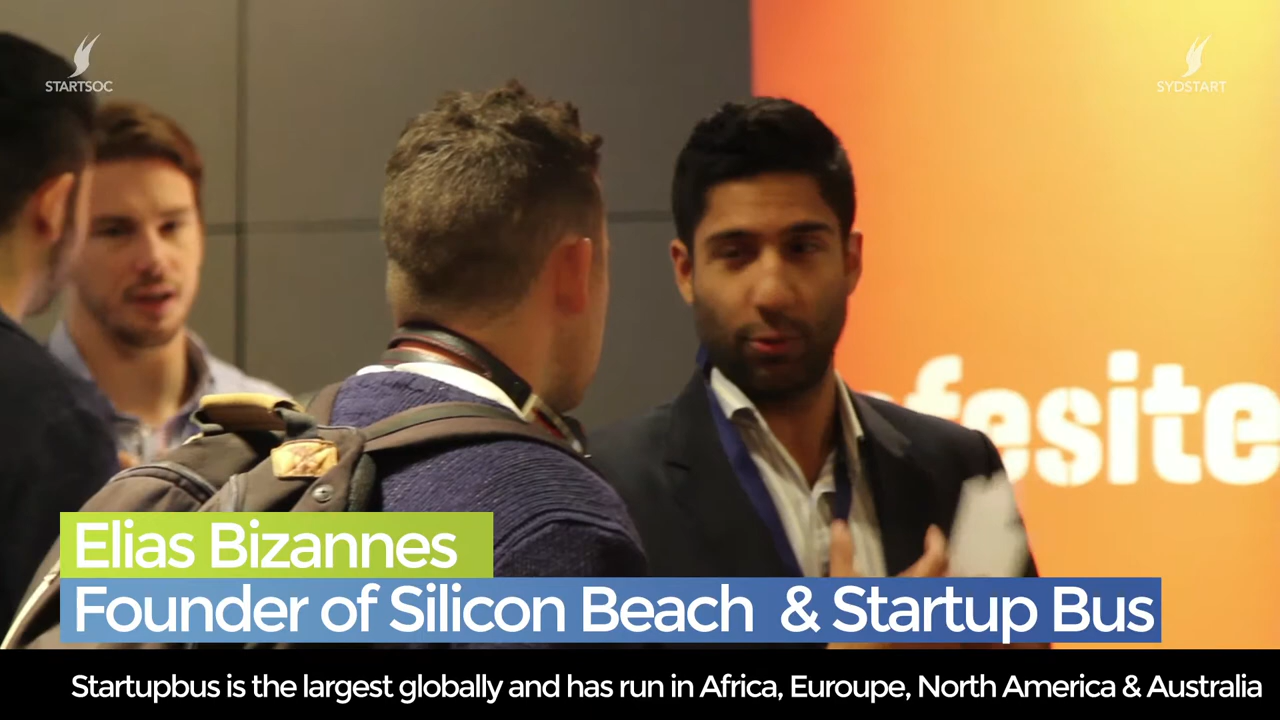 STARTSOC
SYDSTART
fesite
Elias Bizannes
Founder of Silicon Beach & Startup Bus
Startupbus is the largest globally and has run in Africa, Euroupe, North America & Australia